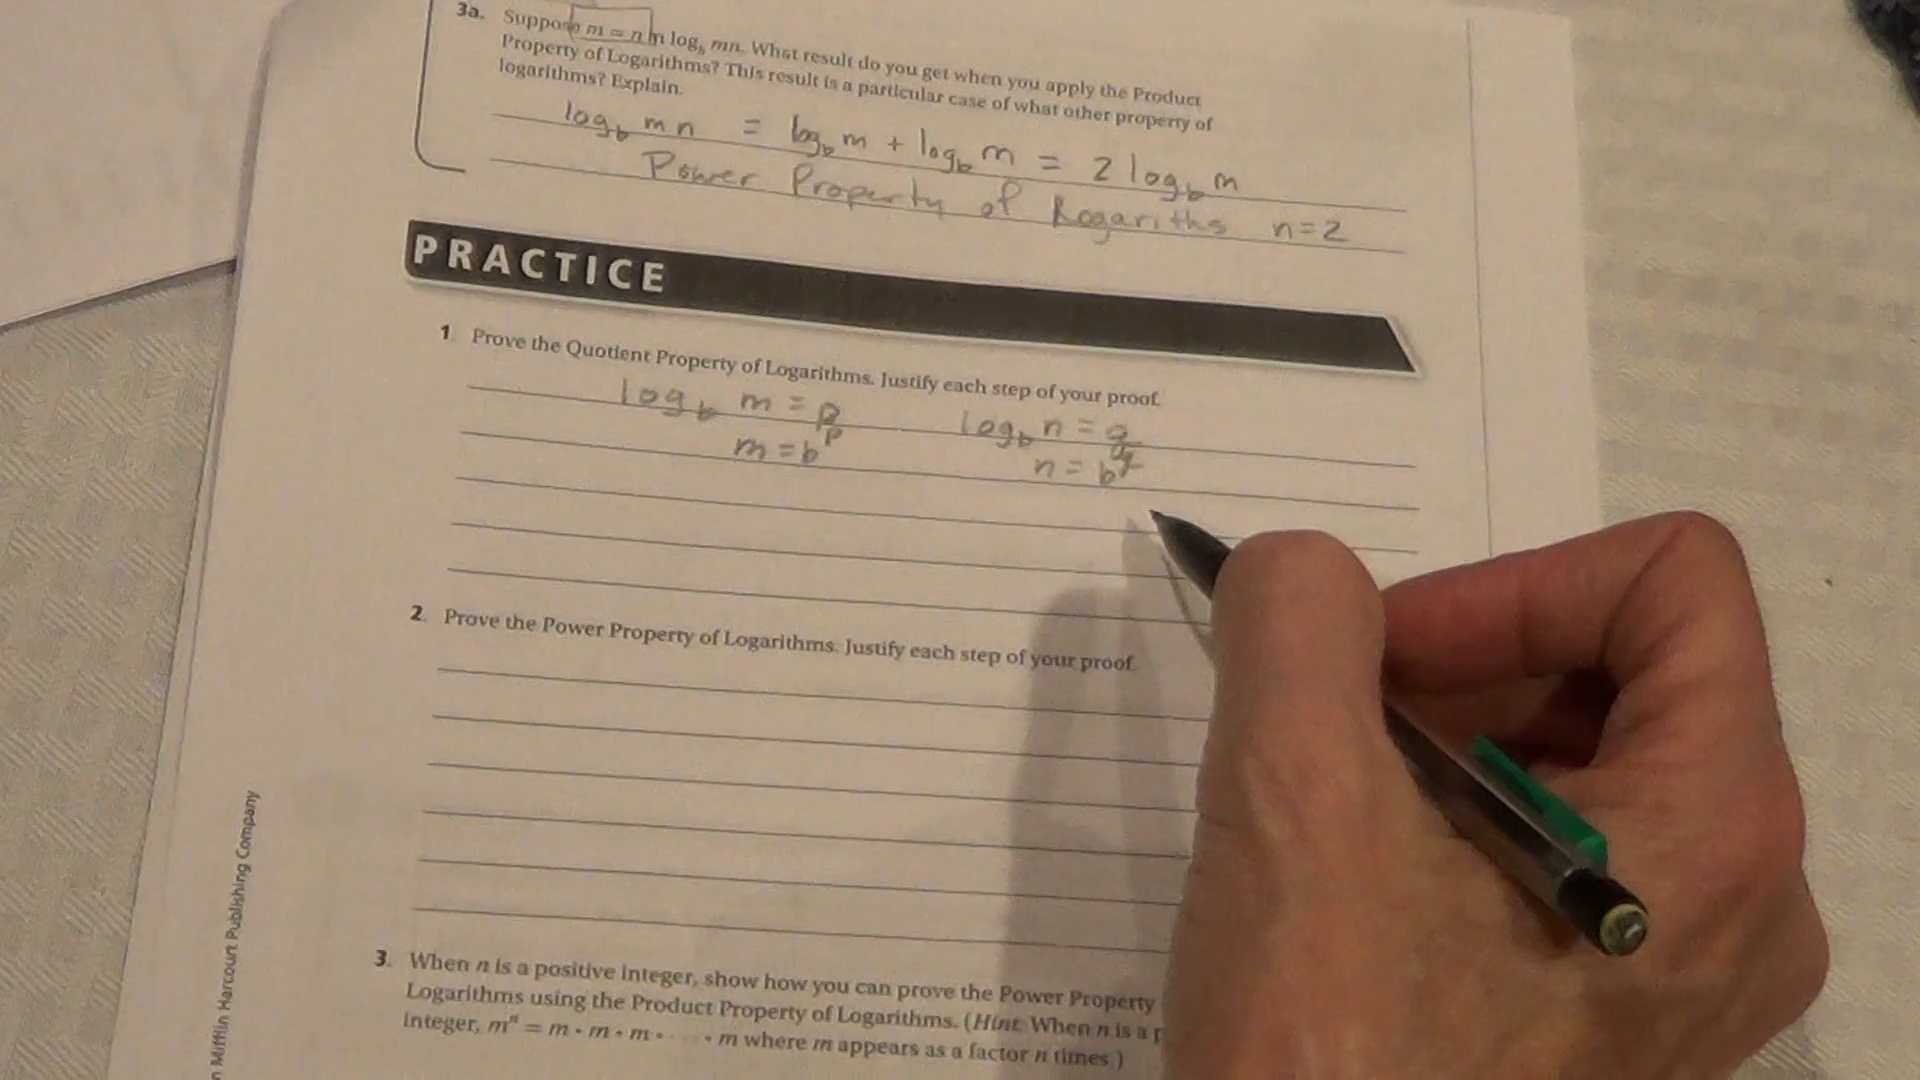 3a. Suppose m = n in log_b mn. What result do you get when you apply the Product
Property of Logarithms? This result is a particular case of what other property of
logarithms? Explain.
log_b mn = log_b m + log_b m = 2 log_b m
Power Property of Logariths n=2
PRACTICE
1. Prove the Quotient Property of Logarithms. Justify each step of your proof.
log_b m = p log_b n = q
m = b^p n = b^q
2. Prove the Power Property of Logarithms. Justify each step of your proof.
3. When n is a positive integer, show how you can prove the Power Property
Logarithms using the Product Property of Logarithms. (Hint: When n is a p
integer, m^n = m • m • m • · · · • m where m appears as a factor n times.)
n Mifflin Harcourt Publishing Company